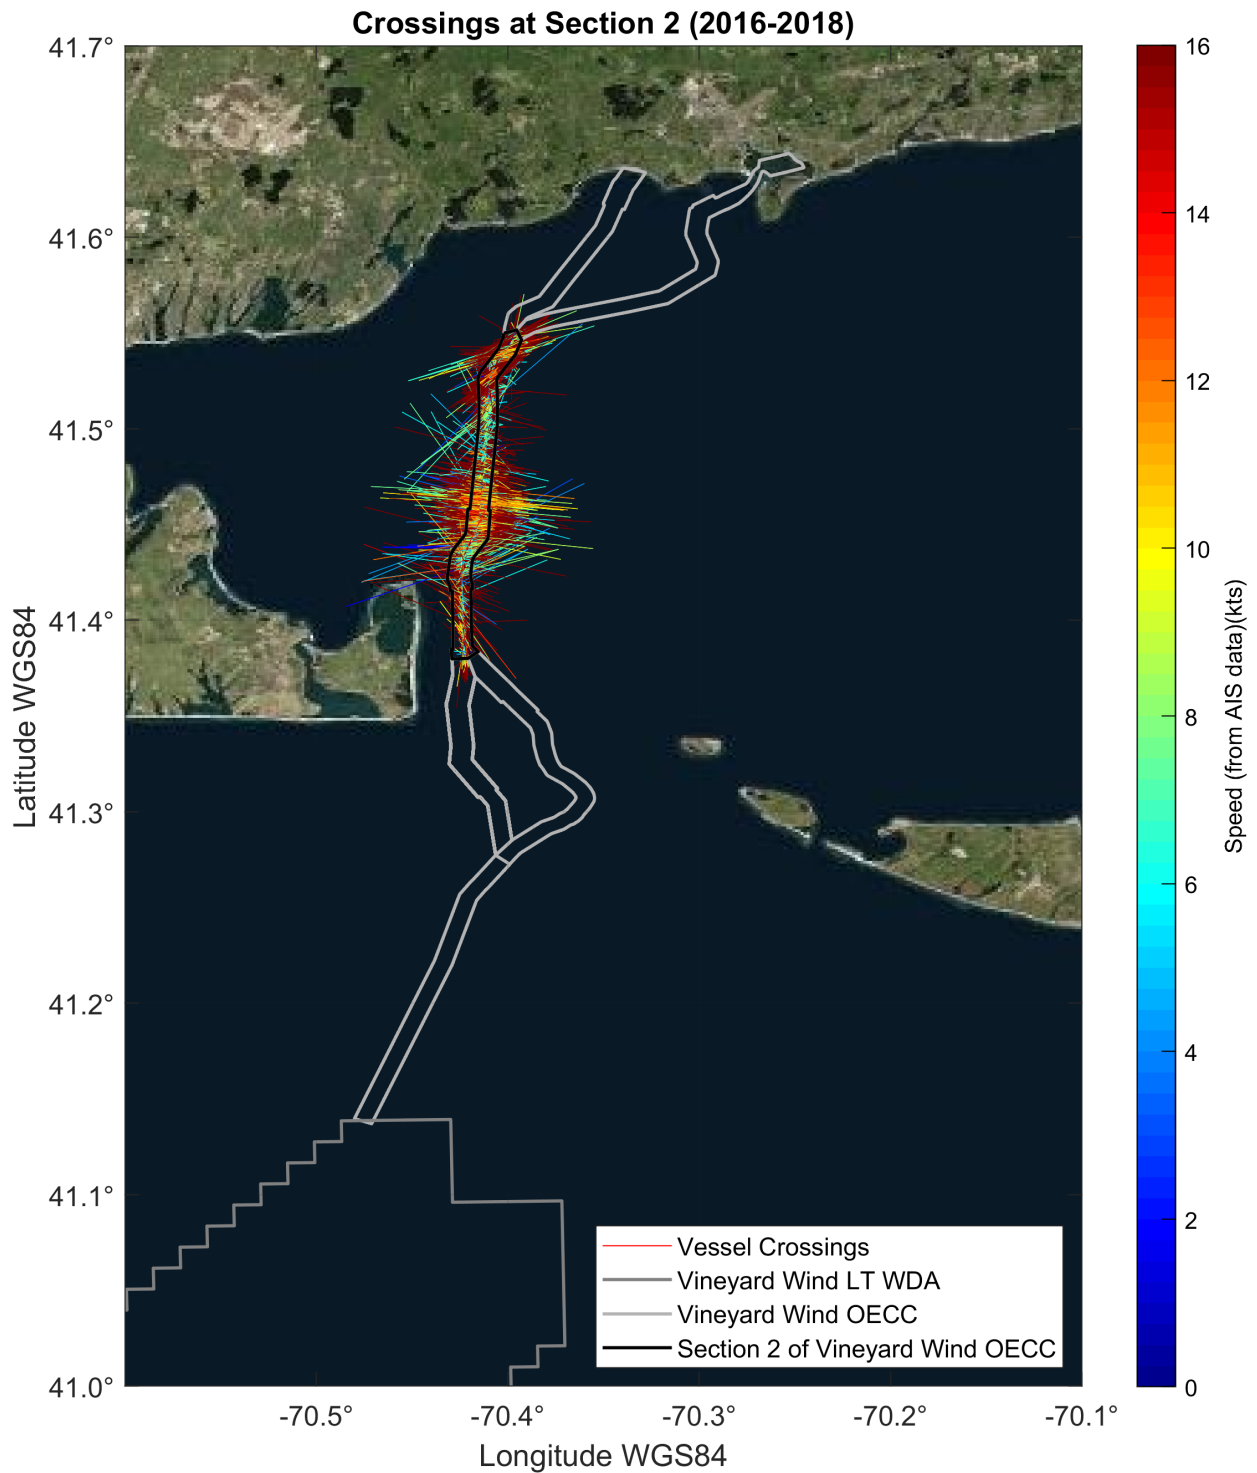 Crossings at Section 2 (2016-2018)
41.7°
41.6°
41.5°
41.4°
41.3°
41.2°
41.1°
41.0°
Latitude WGS84
-70.5°
-70.4°
-70.3°
-70.2°
-70.1°
Longitude WGS84
Vessel Crossings
Vineyard Wind LT WDA
Vineyard Wind OECC
Section 2 of Vineyard Wind OECC
16
14
12
10
8
6
4
2
0
Speed (from AIS data)(kts)